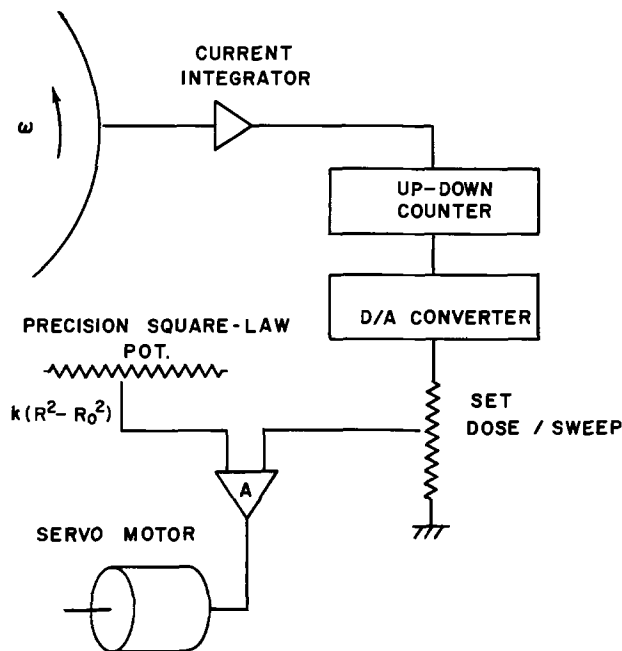 CURRENT
INTEGRATOR
ω
UP-DOWN
COUNTER
D/A CONVERTER
PRECISION SQUARE-LAW
POT.
k(R²-R₀²)
SET
DOSE / SWEEP
A
SERVO MOTOR